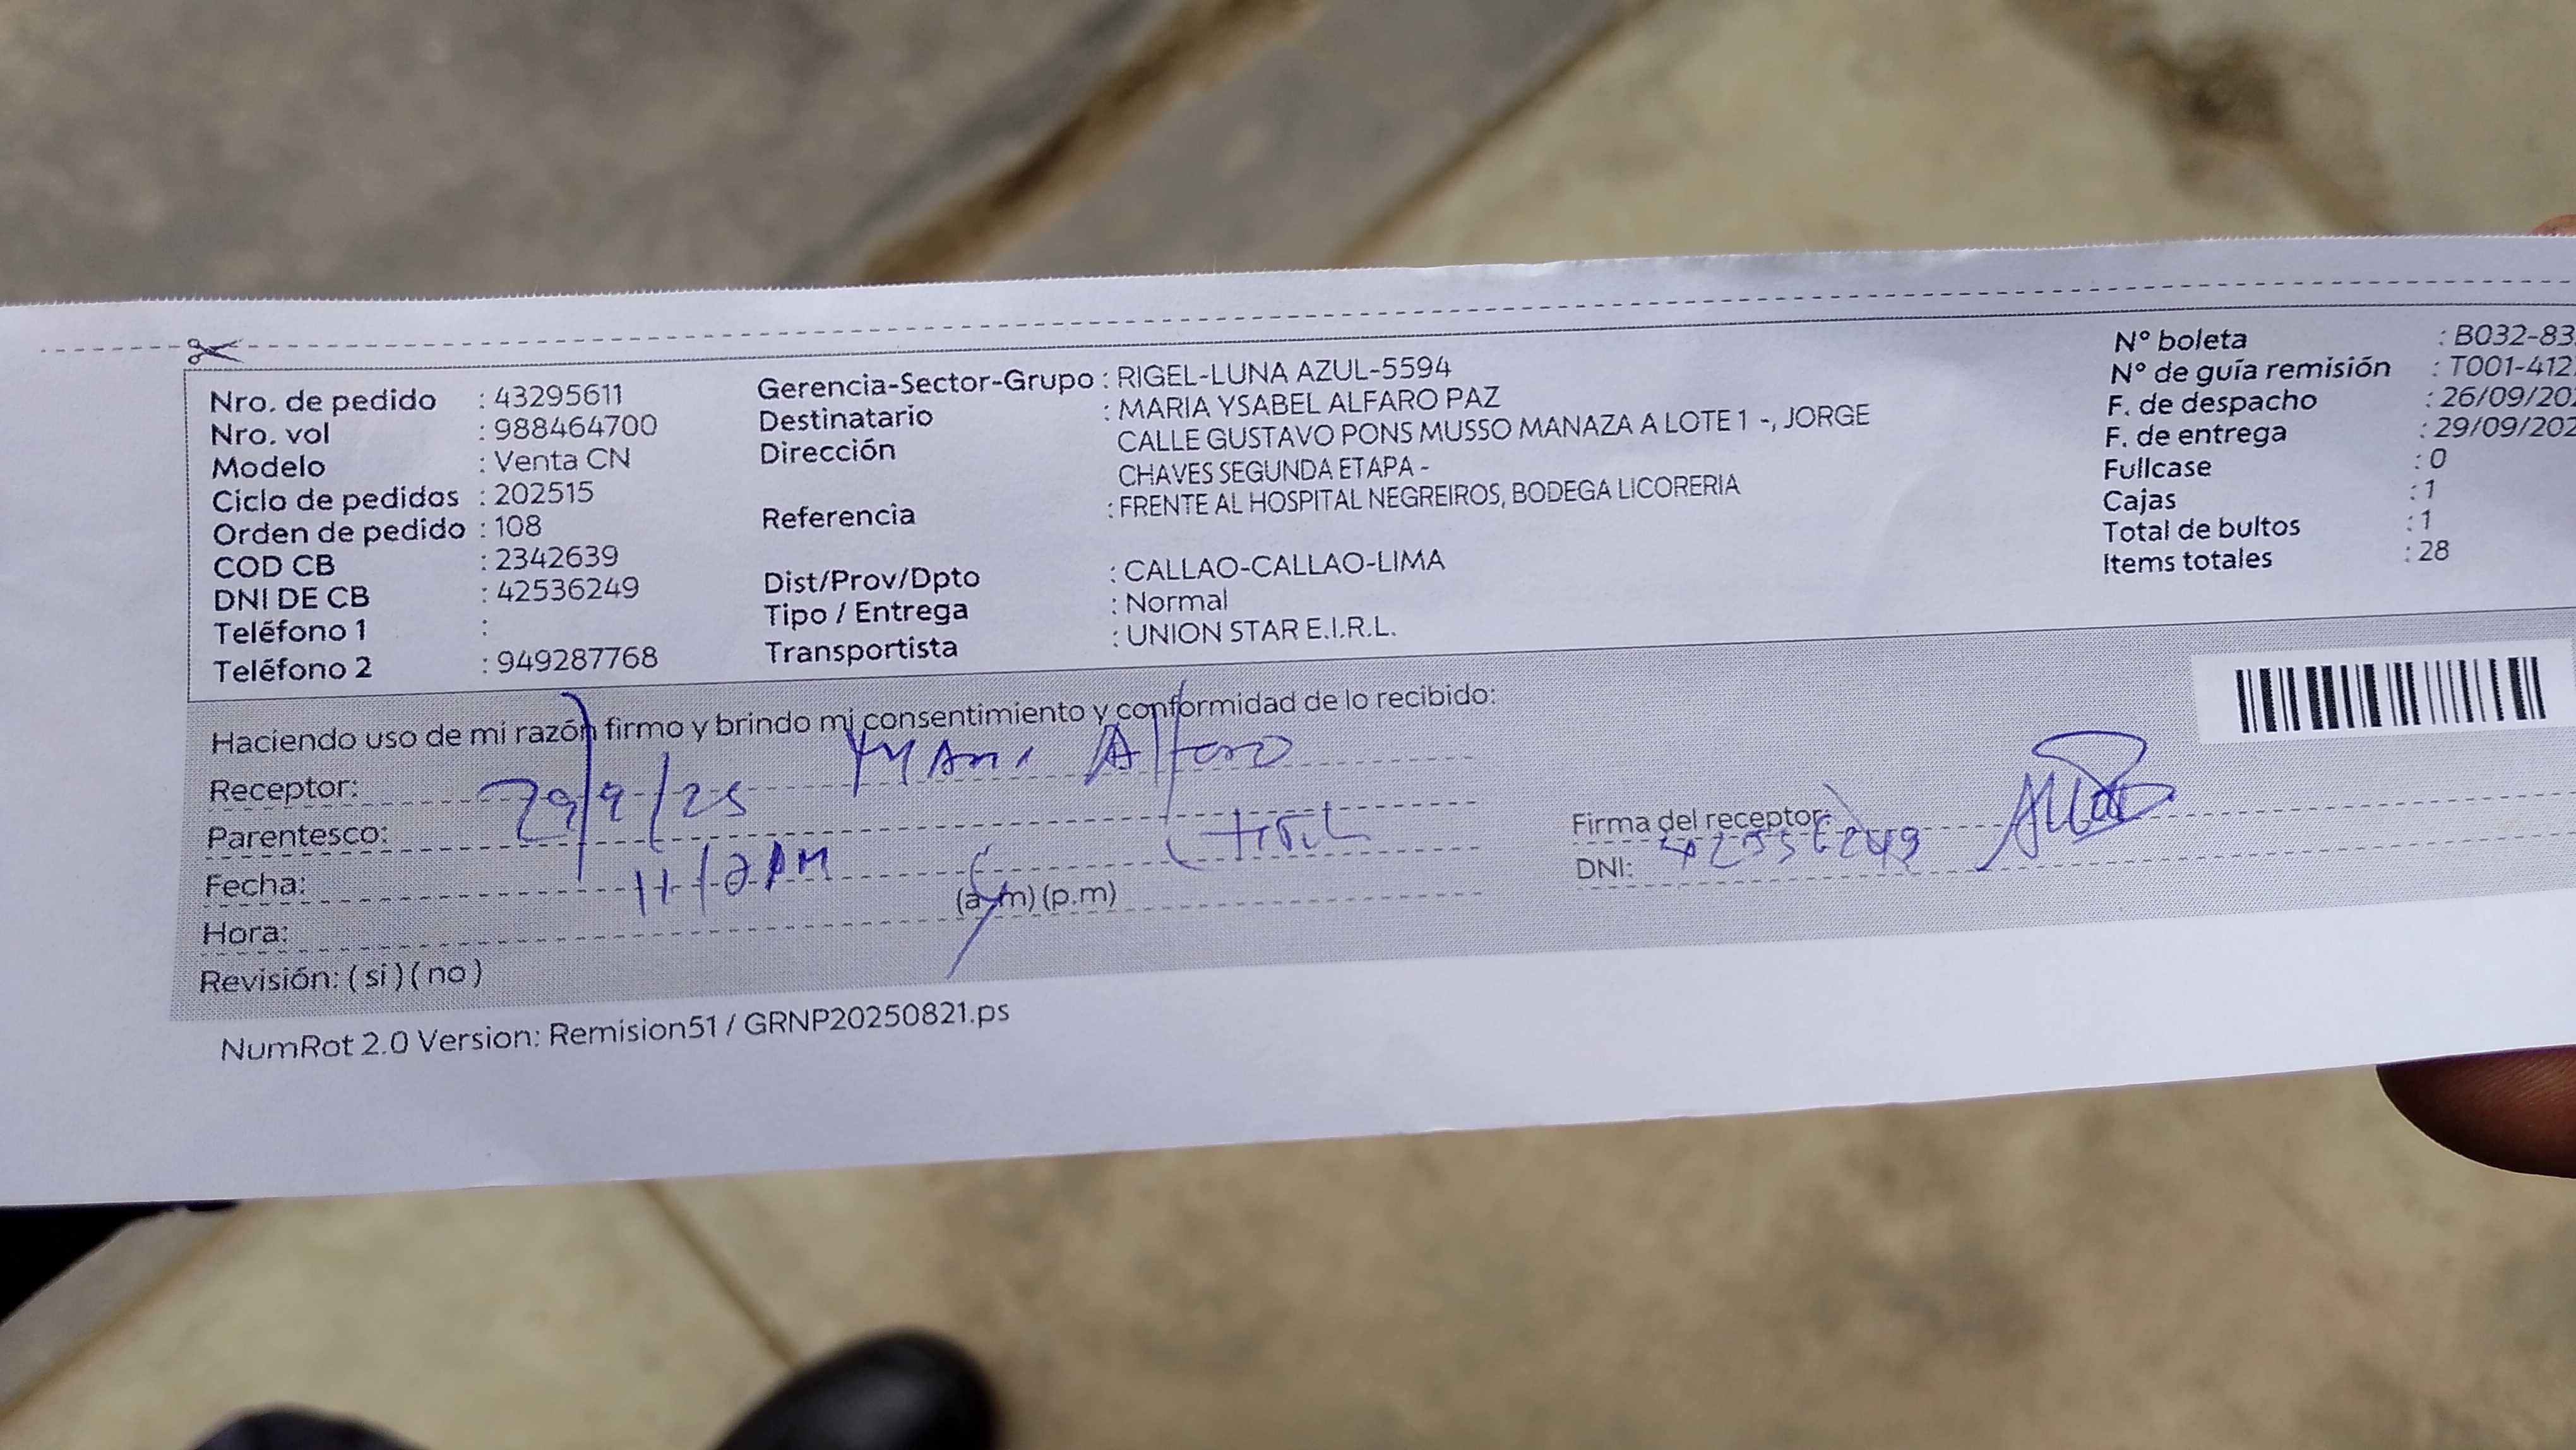 Nro. de pedido : 43295611
Nro. vol : 988464700
Modelo : Venta CN
Ciclo de pedidos : 202515
Orden de pedido : 108
COD CB : 2342639
DNI DE CB : 42536249
Teléfono 1 :
Teléfono 2 : 949287768
Gerencia-Sector-Grupo : RIGEL-LUNA AZUL-5594
Destinatario : MARIA YSABEL ALFARO PAZ
Dirección CALLE GUSTAVO PONS MUSSO MANAZA A LOTE 1 -, JORGE
CHAVES SEGUNDA ETAPA -
Referencia : FRENTE AL HOSPITAL NEGREIROS, BODEGA LICORERIA
Dist/Prov/Dpto : CALLAO-CALLAO-LIMA
Tipo / Entrega : Normal
Transportista : UNION STAR E.I.R.L.
N° boleta : B032-83
N° de guía remisión : T001-412
F. de despacho : 26/09/202
F. de entrega : 29/09/202
Fullcase : 0
Cajas : 1
Total de bultos : 1
Items totales : 28
Haciendo uso de mi razón firmo y brindo mi consentimiento y conformidad de lo recibido:
Receptor: Alfaro
Parentesco: 29/9/25
Fecha:
Hora: (a.m) (p.m)
Revisión: ( si ) ( no )
Firma del receptor:
DNI: 42536249
NumRot 2.0 Version: Remision51 / GRNP20250821.ps